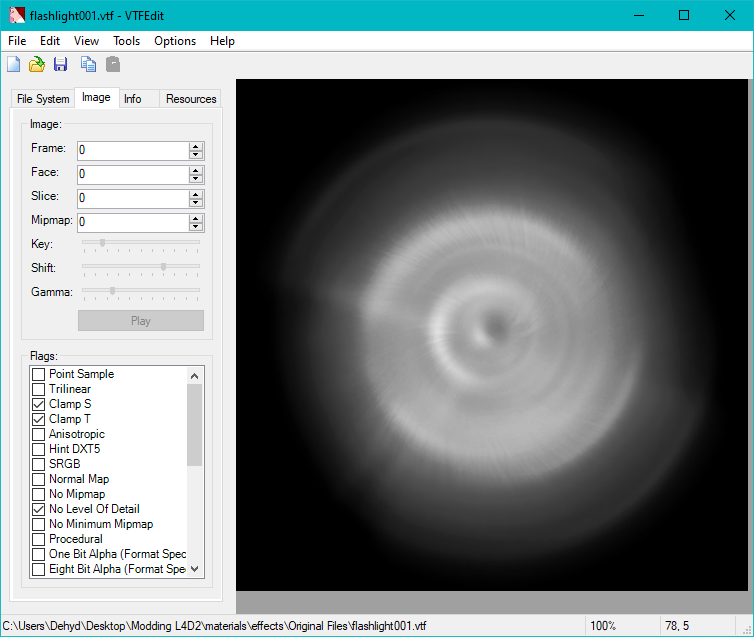 flashlight001.vtf - VTFEdit
File Edit View Tools Options Help
File System Image Info Resources
Image:
Frame: 0
Face: 0
Slice: 0
Mipmap: 0
Key:
Shift:
Gamma:
Play
Flags:
Point Sample
Trilinear
Clamp S
Clamp T
Anisotropic
Hint DXT5
SRGB
Normal Map
No Mipmap
No Level Of Detail
No Minimum Mipmap
Procedural
One Bit Alpha (Format Spec
Eight Bit Alpha (Format Spe
C:\Users\Dehyd\Desktop\Modding L4D2\materials\effects\Original Files\flashlight001.vtf 100% 78, 5